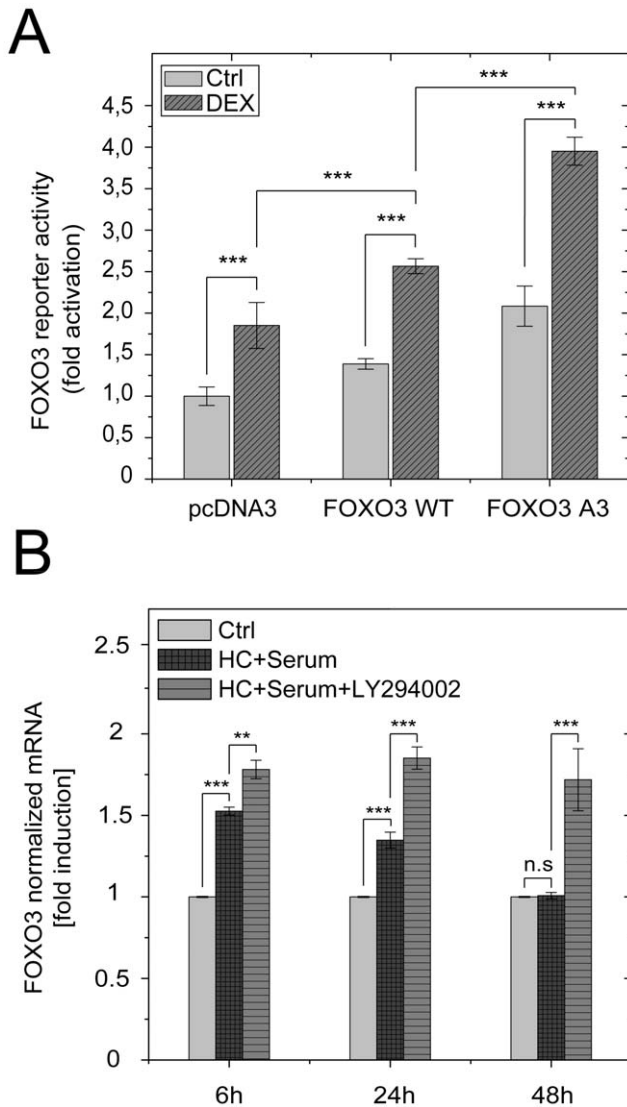 A
Ctrl
DEX
FOXO3 reporter activity
(fold activation)
4,5
4,0
3,5
3,0
2,5
2,0
1,5
1,0
0,5
0
***
***
***
***
***
pcDNA3
FOXO3 WT
FOXO3 A3
B
Ctrl
HC+Serum
HC+Serum+LY294002
FOXO3 normalized mRNA
[fold induction]
2.5
2
1.5
1
0.5
0
***
**
***
***
n.s
***
6h
24h
48h